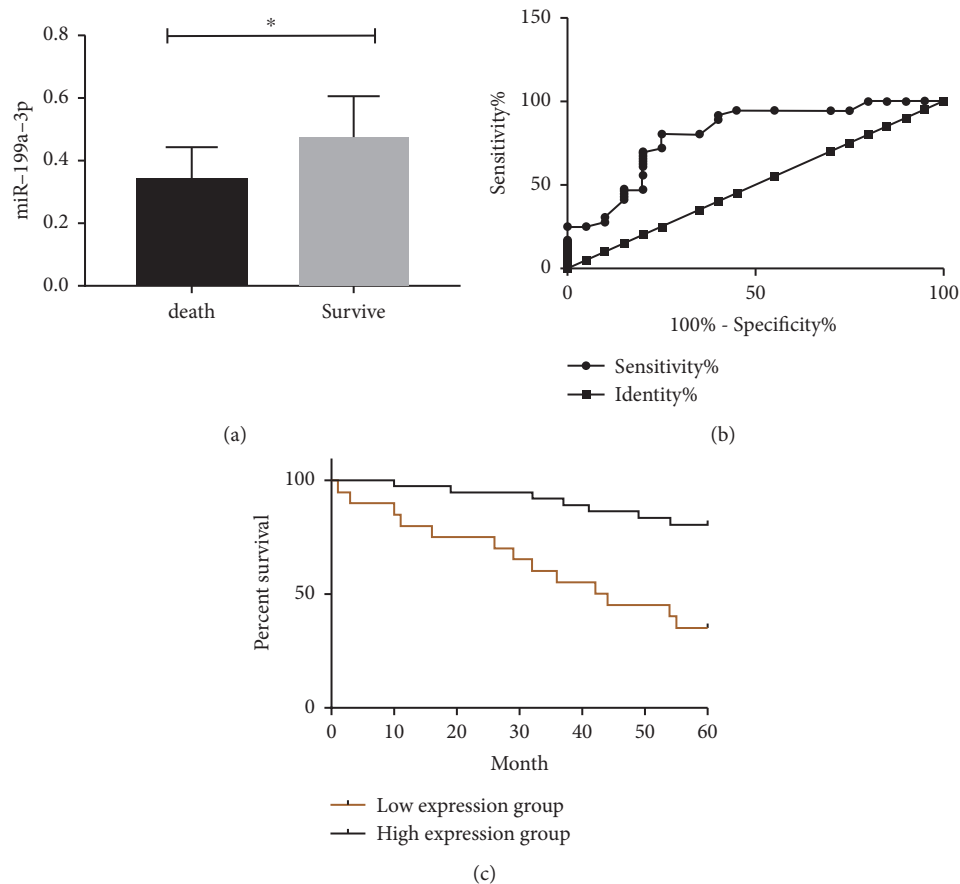 *
0.8
0.6
0.4
0.2
0.0
miR–199a–3p
death
Survive
(a)
150
100
50
0
Sensitivity%
0
50
100
100% - Specificity%
Sensitivity%
Identity%
(b)
100
50
0
Percent survival
0
10
20
30
40
50
60
Month
Low expression group
High expression group
(c)